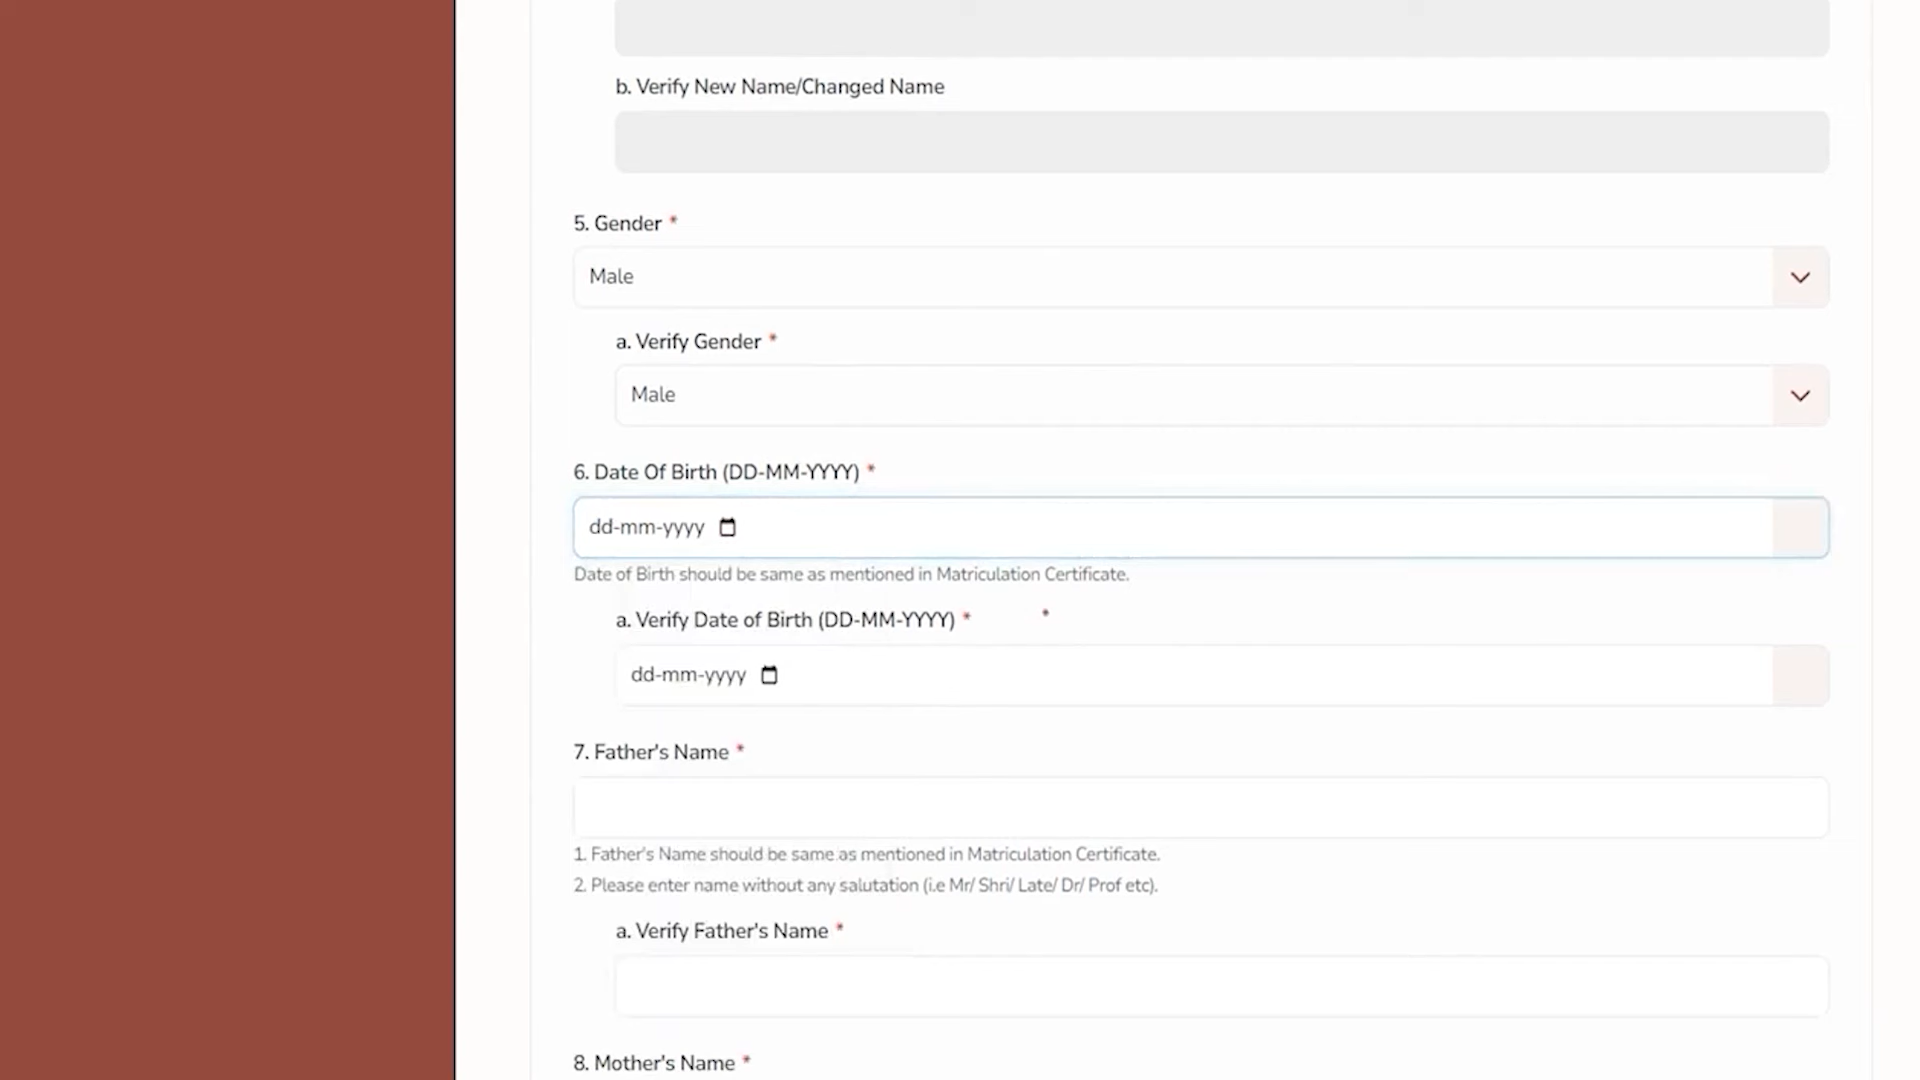 b. Verify New Name/Changed Name
5. Gender *
Male
a. Verify Gender *
Male
6. Date Of Birth (DD-MM-YYYY) *
dd-mm-yyyy
Date of Birth should be same as mentioned in Matriculation Certificate.
a. Verify Date of Birth (DD-MM-YYYY) * *
dd-mm-yyyy
7. Father's Name *
1. Father's Name should be same as mentioned in Matriculation Certificate.
2. Please enter name without any salutation (i.e Mr/ Shri/ Late/ Dr/ Prof etc).
a. Verify Father's Name *
8. Mother's Name *